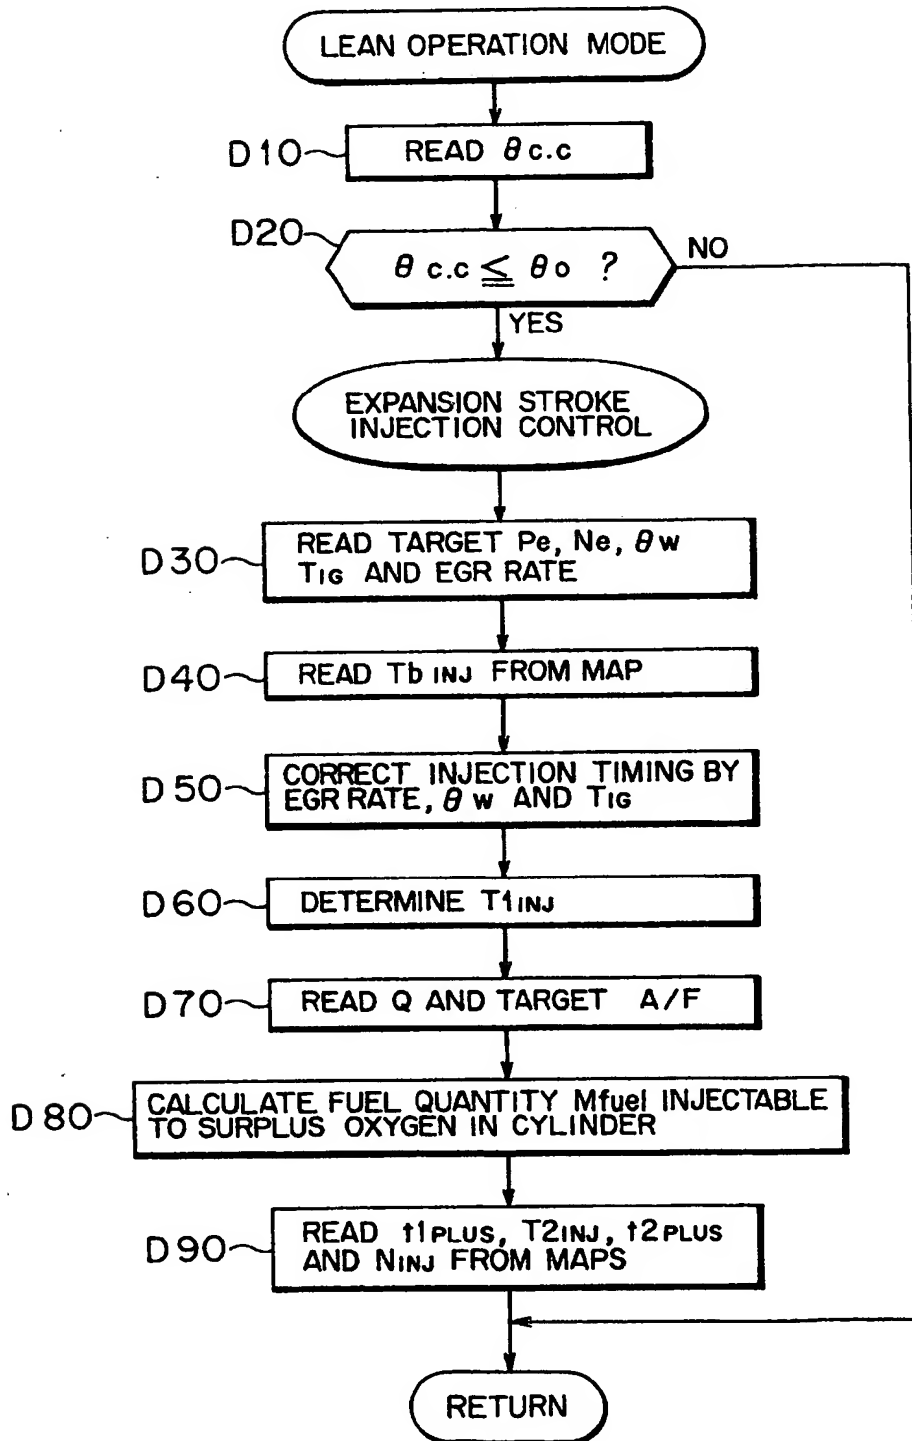 LEAN OPERATION MODE
D10
READ θc.c
D20
θc.c ≦ θo ?
NO
YES
EXPANSION STROKE
INJECTION CONTROL
D30
READ TARGET Pe, Ne, θw
TIG AND EGR RATE
D40
READ Tb INJ FROM MAP
D50
CORRECT INJECTION TIMING BY
EGR RATE, θw AND TIG
D60
DETERMINE T1INJ
D70
READ Q AND TARGET A/F
D80
CALCULATE FUEL QUANTITY Mfuel INJECTABLE
TO SURPLUS OXYGEN IN CYLINDER
D90
READ t1PLUS, T2INJ, t2PLUS
AND NINJ FROM MAPS
RETURN